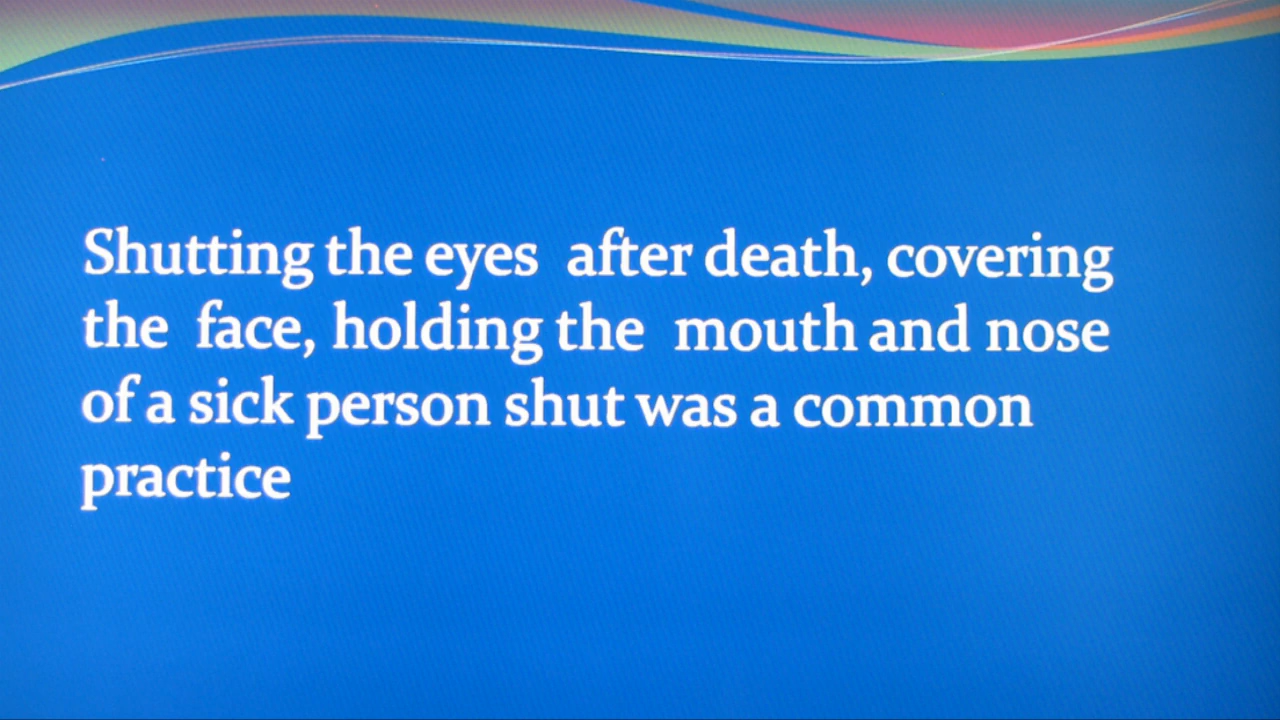 Shutting the eyes  after death, covering
the  face, holding the  mouth and nose
of a sick person shut was a common
practice